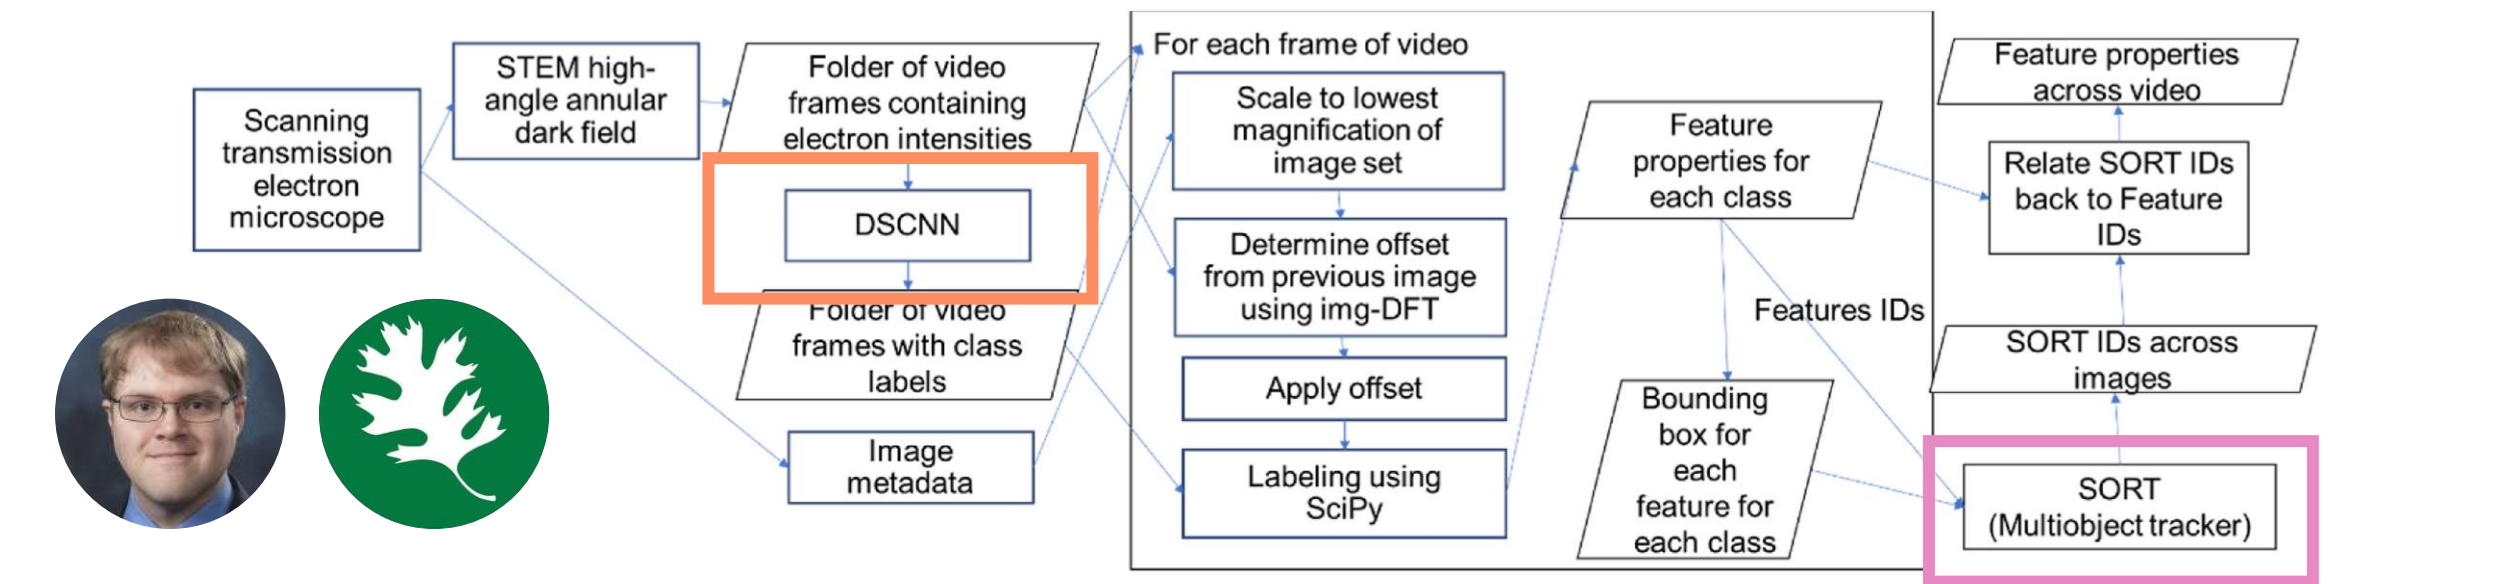 Scanning
transmission
electron
microscope
STEM high-
angle annular
dark field
Folder of video
frames containing
electron intensities
DSCNN
Folder of video
frames with class
labels
Image
metadata
For each frame of video
Scale to lowest
magnification of
image set
Determine offset
from previous image
using img-DFT
Apply offset
Labeling using
SciPy
Feature
properties for
each class
Features IDs
Bounding
box for
each
feature for
each class
Feature properties
across video
Relate SORT IDs
back to Feature
IDs
SORT IDs across
images
SORT
(Multiobject tracker)